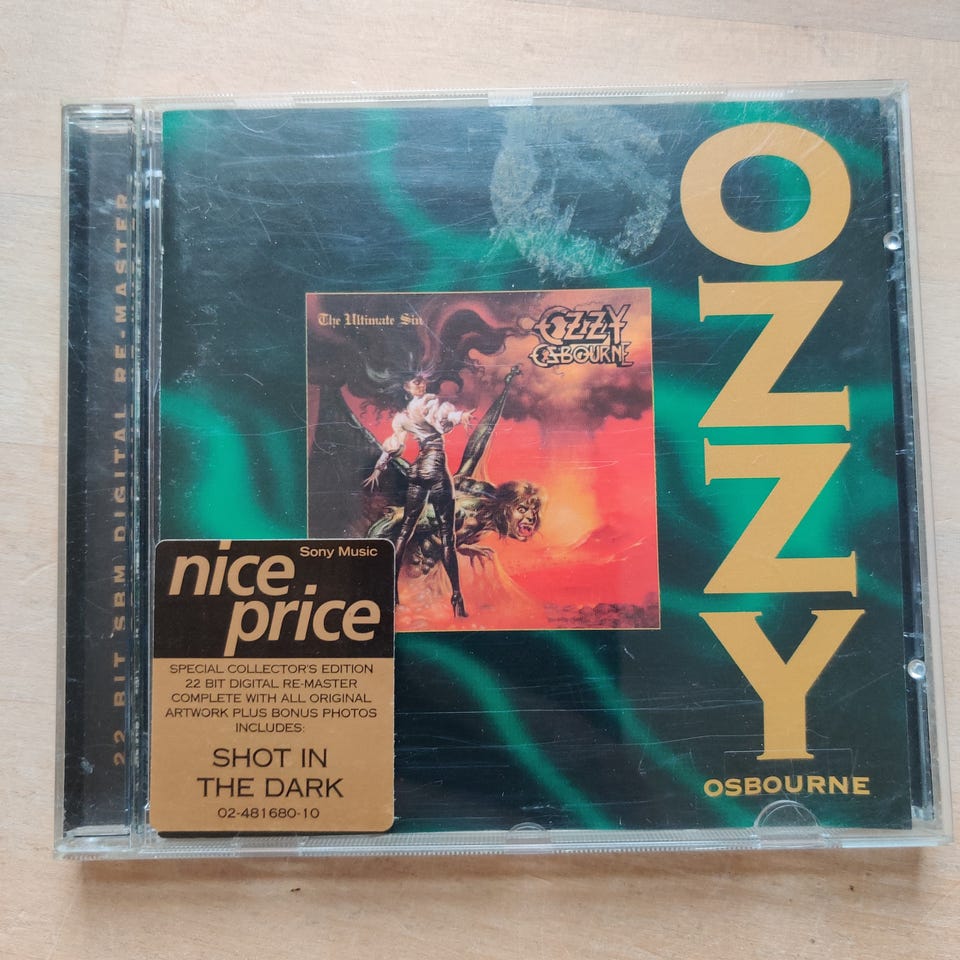 22 BIT SBM DIGITAL RE-MASTER
OZZY
OSBOURNE
The Ultimate Sin
OZZY
OSBOURNE
Sony Music
nice
price
SPECIAL COLLECTOR'S EDITION
22 BIT DIGITAL RE-MASTER
COMPLETE WITH ALL ORIGINAL
ARTWORK PLUS BONUS PHOTOS
INCLUDES:
SHOT IN
THE DARK
02-481680-10